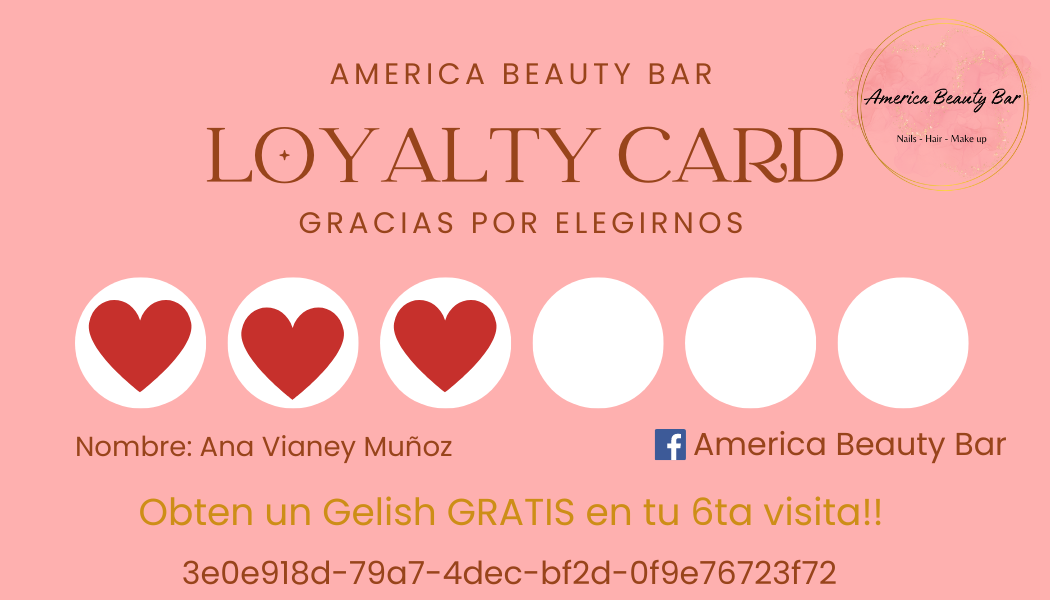 AMERICA BEAUTY BAR
America Beauty Bar
Nails - Hair - Make up
LOYALTY CARD
GRACIAS POR ELEGIRNOS
Nombre: Ana Vianey Muñoz
America Beauty Bar
Obten un Gelish GRATIS en tu 6ta visita!!
3e0e918d-79a7-4dec-bf2d-0f9e76723f72